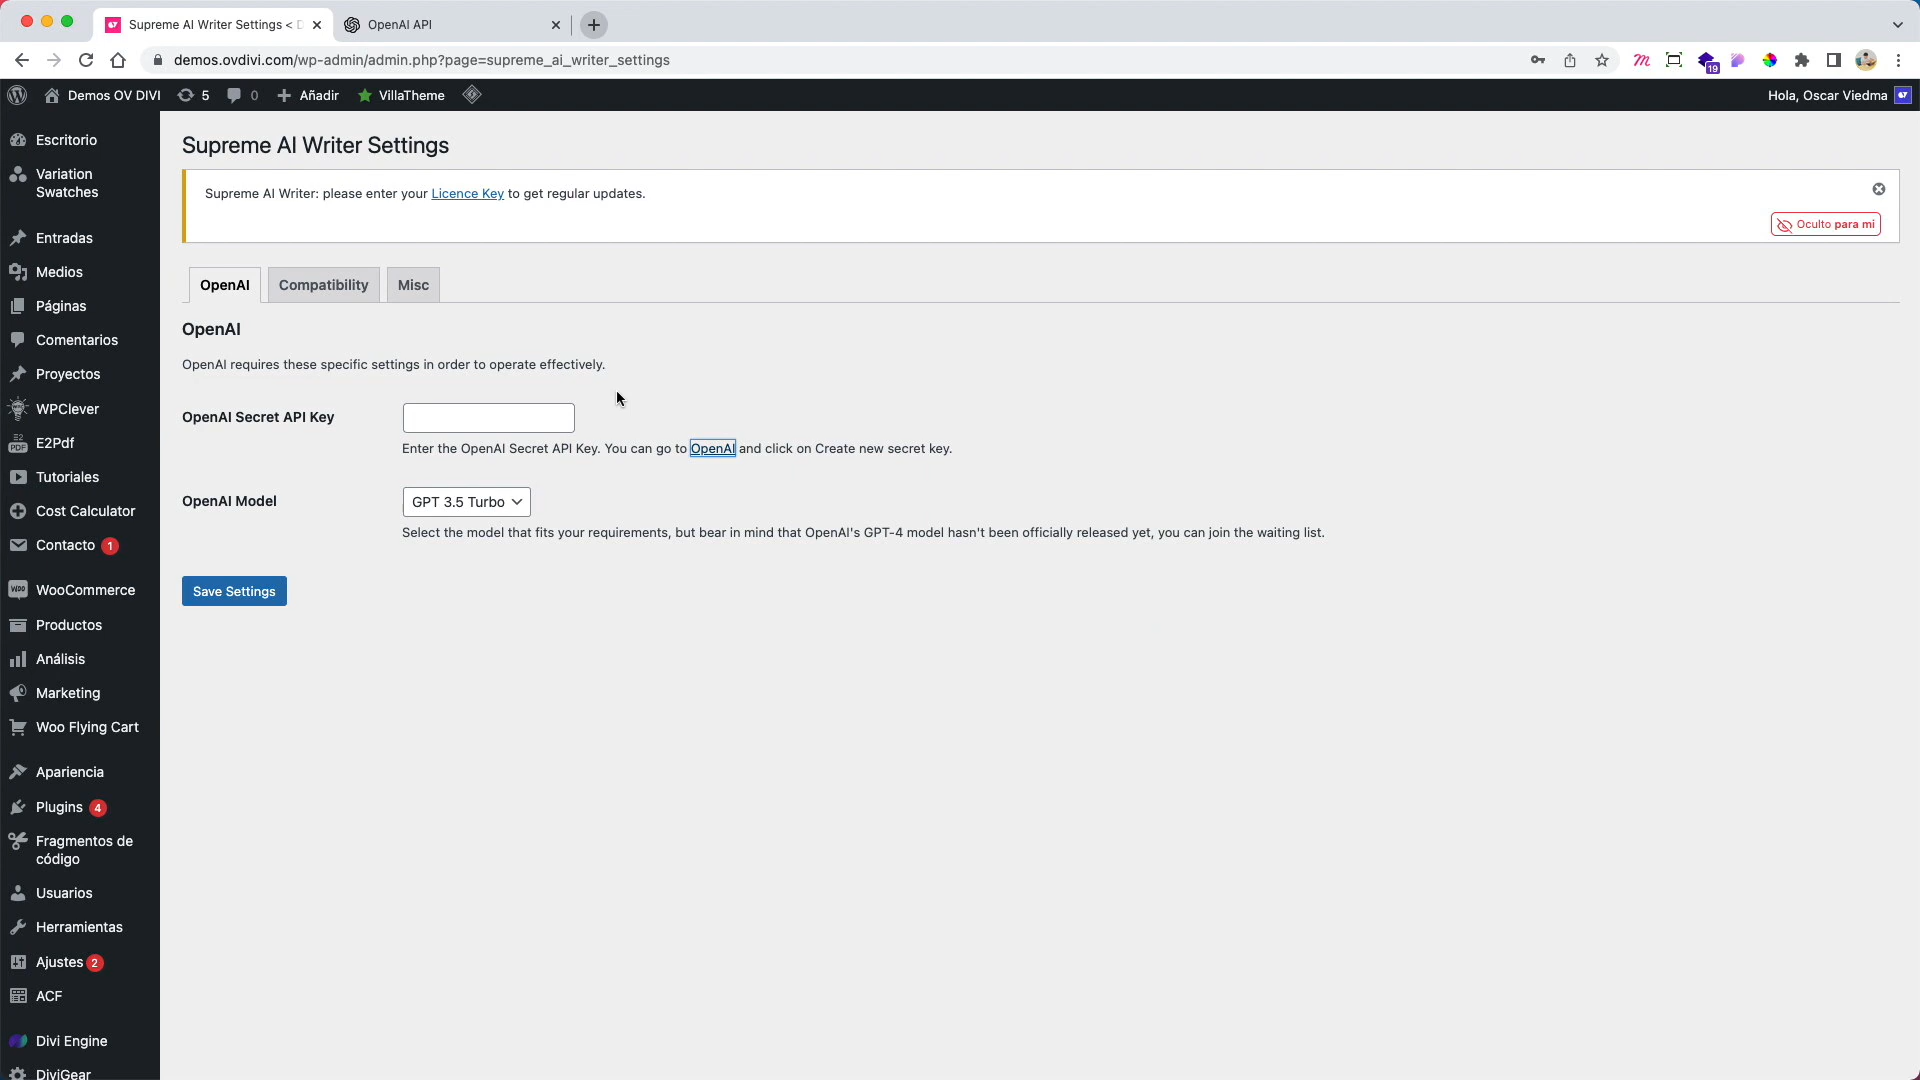 Supreme AI Writer Settings < D
OpenAI API
demos.ovdivi.com/wp-admin/admin.php?page=supreme_ai_writer_settings
19
Demos OV DIVI
5
0
Añadir
VillaTheme
Hola, Oscar Viedma
Escritorio
Variation
Swatches
Entradas
Medios
Páginas
Comentarios
Proyectos
WPClever
E2Pdf
Tutoriales
Cost Calculator
Contacto 1
WooCommerce
Productos
Análisis
Marketing
Woo Flying Cart
Apariencia
Plugins 4
Fragmentos de
código
Usuarios
Herramientas
Ajustes 2
ACF
Divi Engine
DiviGear
Supreme AI Writer Settings
Supreme AI Writer: please enter your Licence Key to get regular updates.
Oculto para mi
OpenAI
Compatibility
Misc
OpenAI
OpenAI requires these specific settings in order to operate effectively.
OpenAI Secret API Key
Enter the OpenAI Secret API Key. You can go to OpenAI and click on Create new secret key.
OpenAI Model
GPT 3.5 Turbo
Select the model that fits your requirements, but bear in mind that OpenAI's GPT-4 model hasn't been officially released yet, you can join the waiting list.
Save Settings